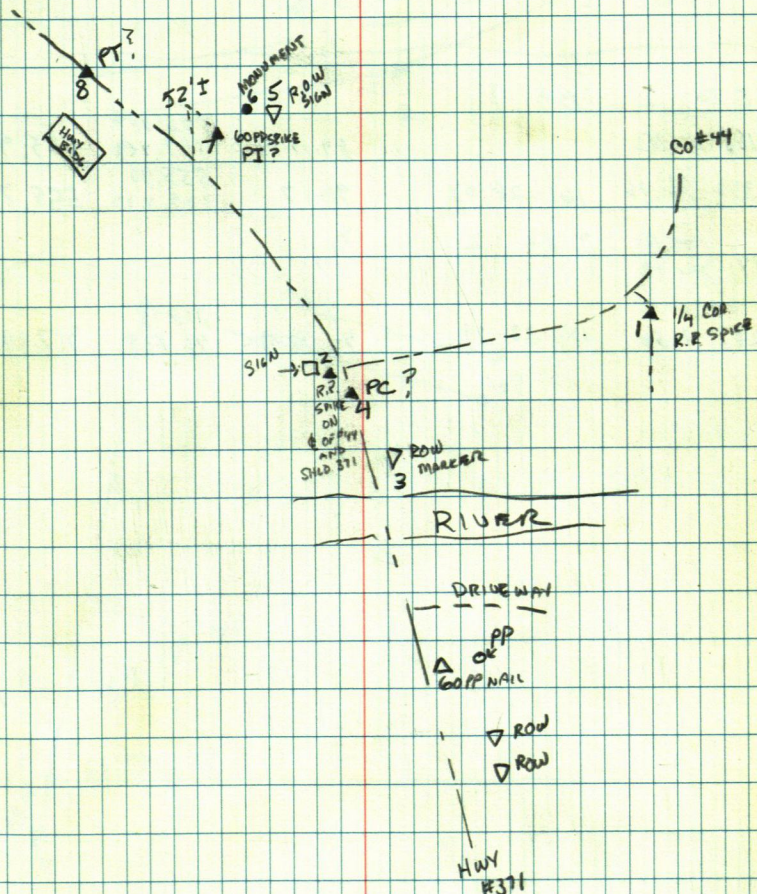 PT?
8
HWY
BLDG
52'±
MONUMENT
6
5
R.O.W
SIGN
60PPSPIKE
PI?
CO #44
1
1/4 COR.
R.R SPIKE
SIGN
2
R.R.
SPIKE
ON
℄ OF #44
AND
SHLD 371
PC?
4
ROW
MARKER
3
RIVER
DRIVEWAY
PP
60PP NAIL
ROW
ROW
HWY
#371